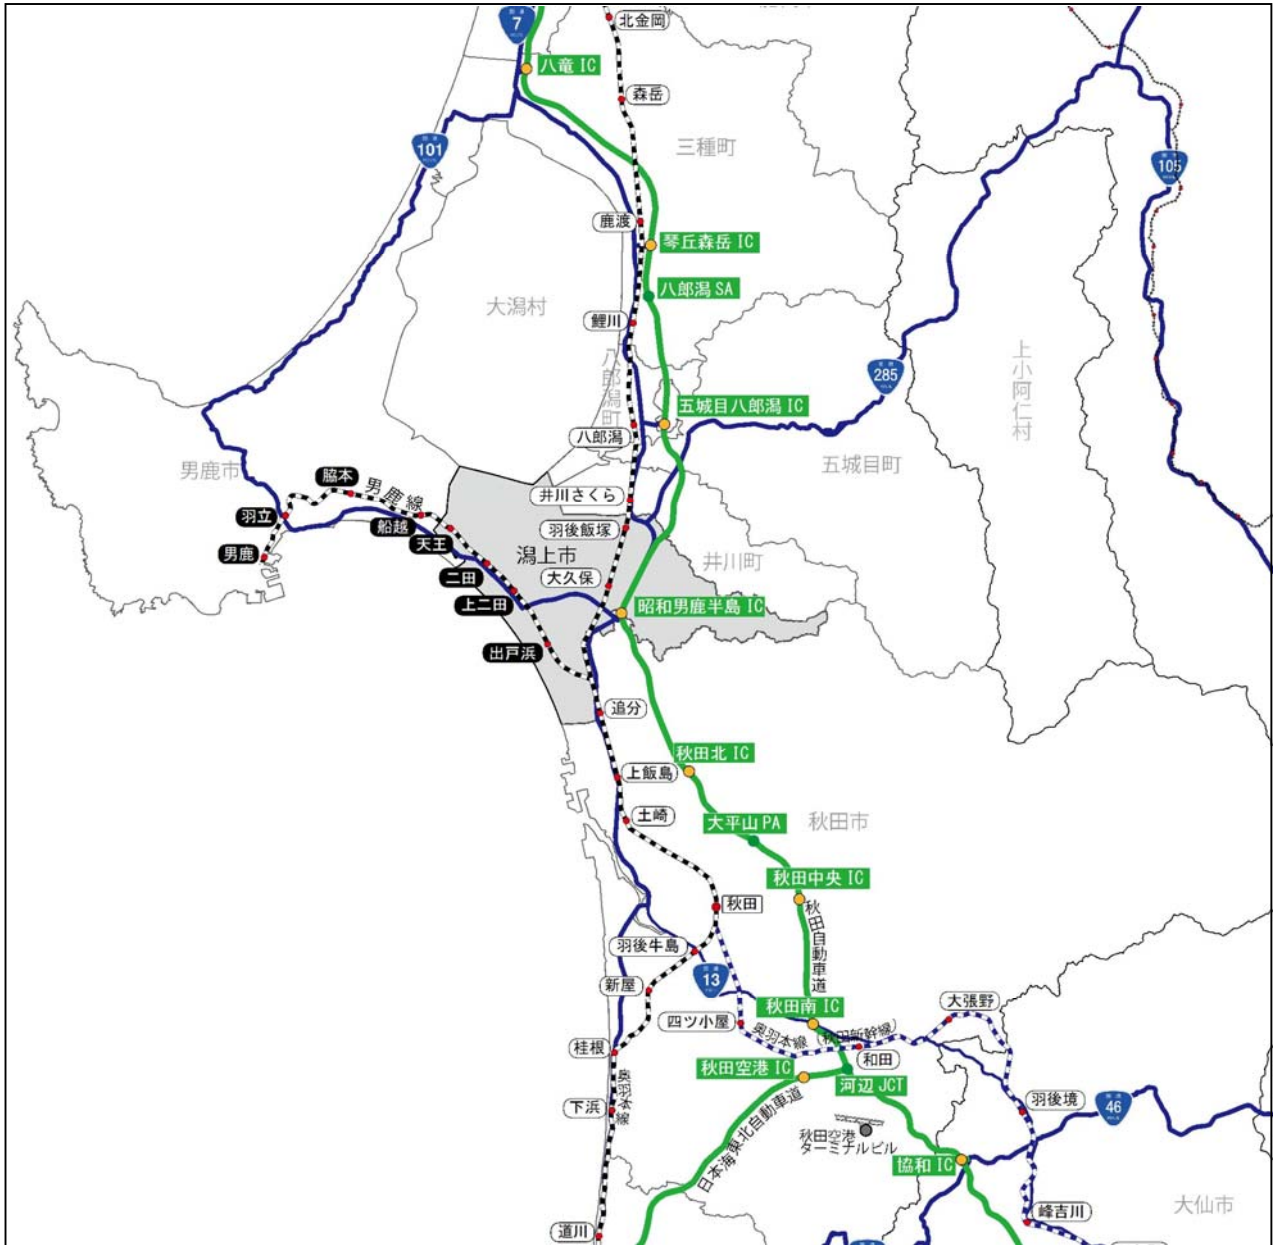 7
北金岡
八竜 IC
森岳
三種町
101
105
鹿渡
琴丘森岳 IC
八郎潟 SA
大潟村
鯉川
八郎潟町
285
上小阿仁村
五城目八郎潟 IC
八郎潟
五城目町
男鹿市
脇本
男鹿線
井川さくら
羽立
船越
天王
羽後飯塚
男鹿
潟上市
井川町
二田
大久保
上二田
昭和男鹿半島 IC
出戸浜
追分
秋田北 IC
上飯島
土崎
大平山 PA
秋田市
秋田中央 IC
秋田
秋田自動車道
羽後牛島
13
新屋
秋田南 IC
大張野
四ツ小屋
奥羽本線（秋田新幹線）
桂根
和田
秋田空港 IC
河辺 JCT
奥羽本線
下浜
日本海東北自動車道
羽後境
46
秋田空港
ターミナルビル
協和 IC
大仙市
峰吉川
道川